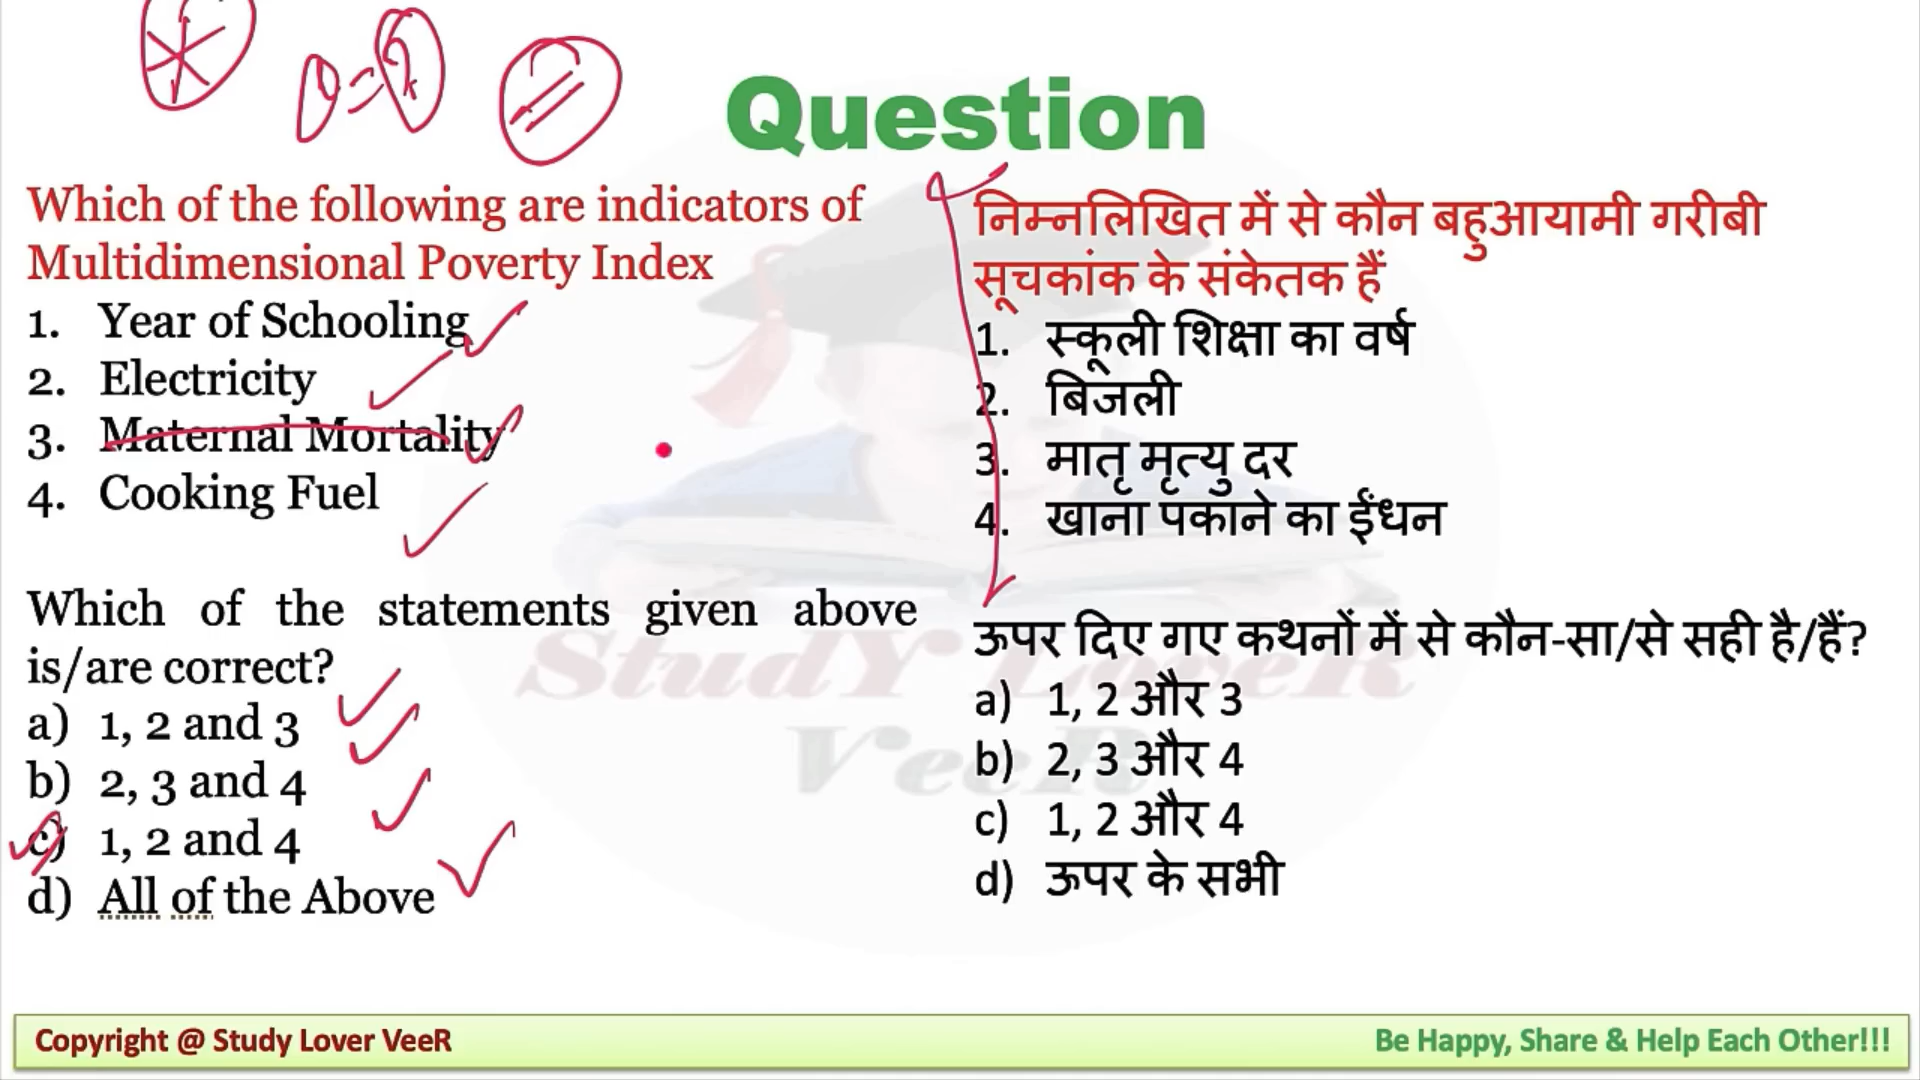 Question
Which of the following are indicators of
Multidimensional Poverty Index
1. Year of Schooling
2. Electricity
3. Maternal Mortality
4. Cooking Fuel
Which of the statements given above
is/are correct?
a) 1, 2 and 3
b) 2, 3 and 4
c) 1, 2 and 4
d) All of the Above
निम्नलिखित में से कौन बहुआयामी गरीबी
सूचकांक के संकेतक हैं
1. स्कूली शिक्षा का वर्ष
2. बिजली
3. मातृ मृत्यु दर
4. खाना पकाने का ईंधन
ऊपर दिए गए कथनों में से कौन-सा/से सही है/हैं?
a) 1, 2 और 3
b) 2, 3 और 4
c) 1, 2 और 4
d) ऊपर के सभी
StudY LoveR
VeeR
Copyright @ Study Lover VeeR
Be Happy, Share & Help Each Other!!!